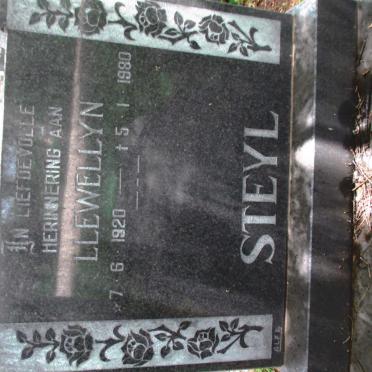 IN LIEFDEVOLLE
HERINNERING AAN
LLEWELLYN
* 7 · 6 · 1920 — † 5 · 1 · 1980
STEYL